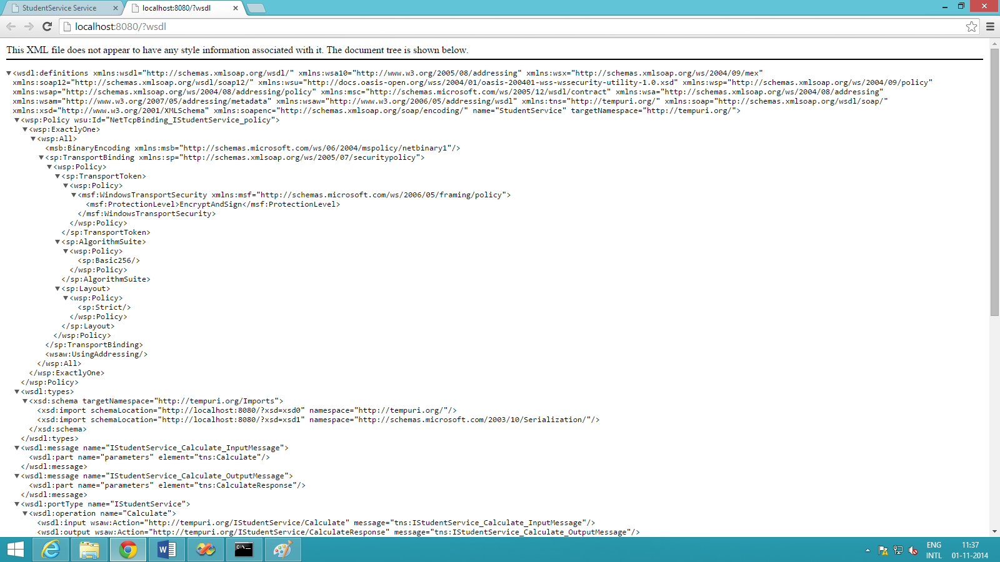 StudentService Service
localhost:8080/?wsdl
localhost:8080/?wsdl
This XML file does not appear to have any style information associated with it. The document tree is shown below.
▼<wsdl:definitions xmlns:wsdl="http://schemas.xmlsoap.org/wsdl/" xmlns:wsa10="http://www.w3.org/2005/08/addressing" xmlns:wsx="http://schemas.xmlsoap.org/ws/2004/09/mex"
xmlns:soap12="http://schemas.xmlsoap.org/wsdl/soap12/" xmlns:wsu="http://docs.oasis-open.org/wss/2004/01/oasis-200401-wss-wssecurity-utility-1.0.xsd" xmlns:wsp="http://schemas.xmlsoap.org/ws/2004/09/policy"
xmlns:wsap="http://schemas.xmlsoap.org/ws/2004/08/addressing/policy" xmlns:msc="http://schemas.microsoft.com/ws/2005/12/wsdl/contract" xmlns:wsa="http://schemas.xmlsoap.org/ws/2004/08/addressing"
xmlns:wsam="http://www.w3.org/2007/05/addressing/metadata" xmlns:wsaw="http://www.w3.org/2006/05/addressing/wsdl" xmlns:tns="http://tempuri.org/" xmlns:soap="http://schemas.xmlsoap.org/wsdl/soap/"
xmlns:xsd="http://www.w3.org/2001/XMLSchema" xmlns:soapenc="http://schemas.xmlsoap.org/soap/encoding/" name="StudentService" targetNamespace="http://tempuri.org/">
▼<wsp:Policy wsu:Id="NetTcpBinding_IStudentService_policy">
▼<wsp:ExactlyOne>
▼<wsp:All>
<msb:BinaryEncoding xmlns:msb="http://schemas.microsoft.com/ws/06/2004/mspolicy/netbinary1"/>
▼<sp:TransportBinding xmlns:sp="http://schemas.xmlsoap.org/ws/2005/07/securitypolicy">
▼<wsp:Policy>
▼<sp:TransportToken>
▼<wsp:Policy>
▼<msf:WindowsTransportSecurity xmlns:msf="http://schemas.microsoft.com/ws/2006/05/framing/policy">
<msf:ProtectionLevel>EncryptAndSign</msf:ProtectionLevel>
</msf:WindowsTransportSecurity>
</wsp:Policy>
</sp:TransportToken>
▼<sp:AlgorithmSuite>
▼<wsp:Policy>
<sp:Basic256/>
</wsp:Policy>
</sp:AlgorithmSuite>
▼<sp:Layout>
▼<wsp:Policy>
<sp:Strict/>
</wsp:Policy>
</sp:Layout>
</wsp:Policy>
</sp:TransportBinding>
<wsaw:UsingAddressing/>
</wsp:All>
</wsp:ExactlyOne>
</wsp:Policy>
▼<wsdl:types>
▼<xsd:schema targetNamespace="http://tempuri.org/Imports">
<xsd:import schemaLocation="http://localhost:8080/?xsd=xsd0" namespace="http://tempuri.org/"/>
<xsd:import schemaLocation="http://localhost:8080/?xsd=xsd1" namespace="http://schemas.microsoft.com/2003/10/Serialization/"/>
</xsd:schema>
</wsdl:types>
▼<wsdl:message name="IStudentService_Calculate_InputMessage">
<wsdl:part name="parameters" element="tns:Calculate"/>
</wsdl:message>
▼<wsdl:message name="IStudentService_Calculate_OutputMessage">
<wsdl:part name="parameters" element="tns:CalculateResponse"/>
</wsdl:message>
▼<wsdl:portType name="IStudentService">
▼<wsdl:operation name="Calculate">
<wsdl:input wsaw:Action="http://tempuri.org/IStudentService/Calculate" message="tns:IStudentService_Calculate_InputMessage"/>
<wsdl:output wsaw:Action="http://tempuri.org/IStudentService/CalculateResponse" message="tns:IStudentService_Calculate_OutputMessage"/>
ENG 11:37
INTL 01-11-2014